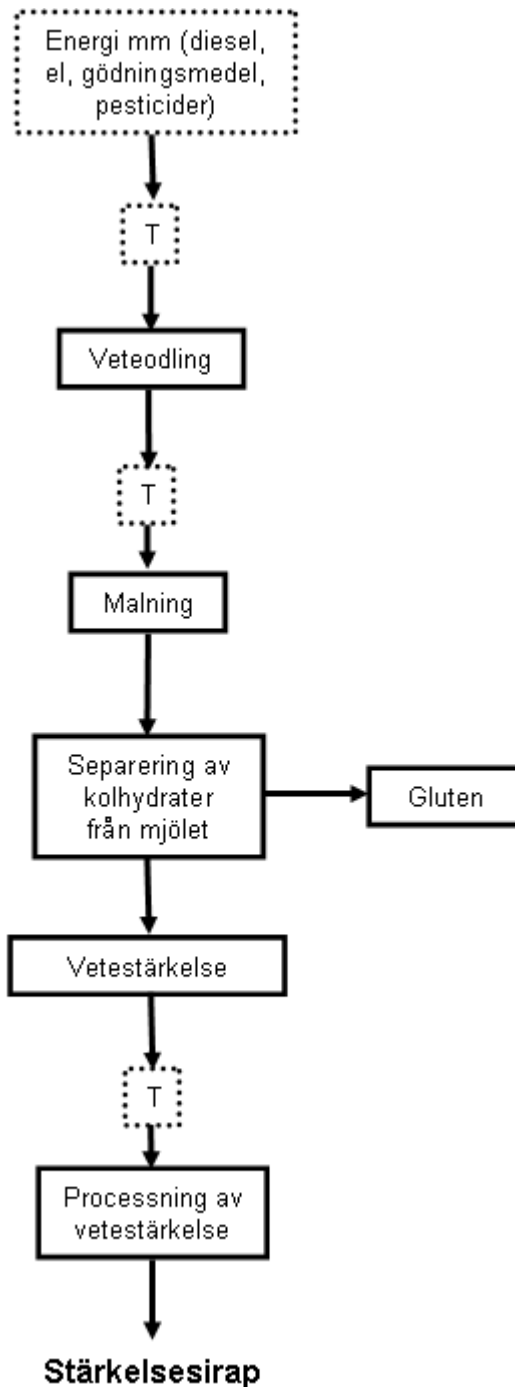 Energi mm (diesel,
el, gödningsmedel,
pesticider)
T
Veteodling
T
Malning
Separering av
kolhydrater
från mjölet
Gluten
Vetestärkelse
T
Processning av
vetestärkelse
Stärkelsesirap